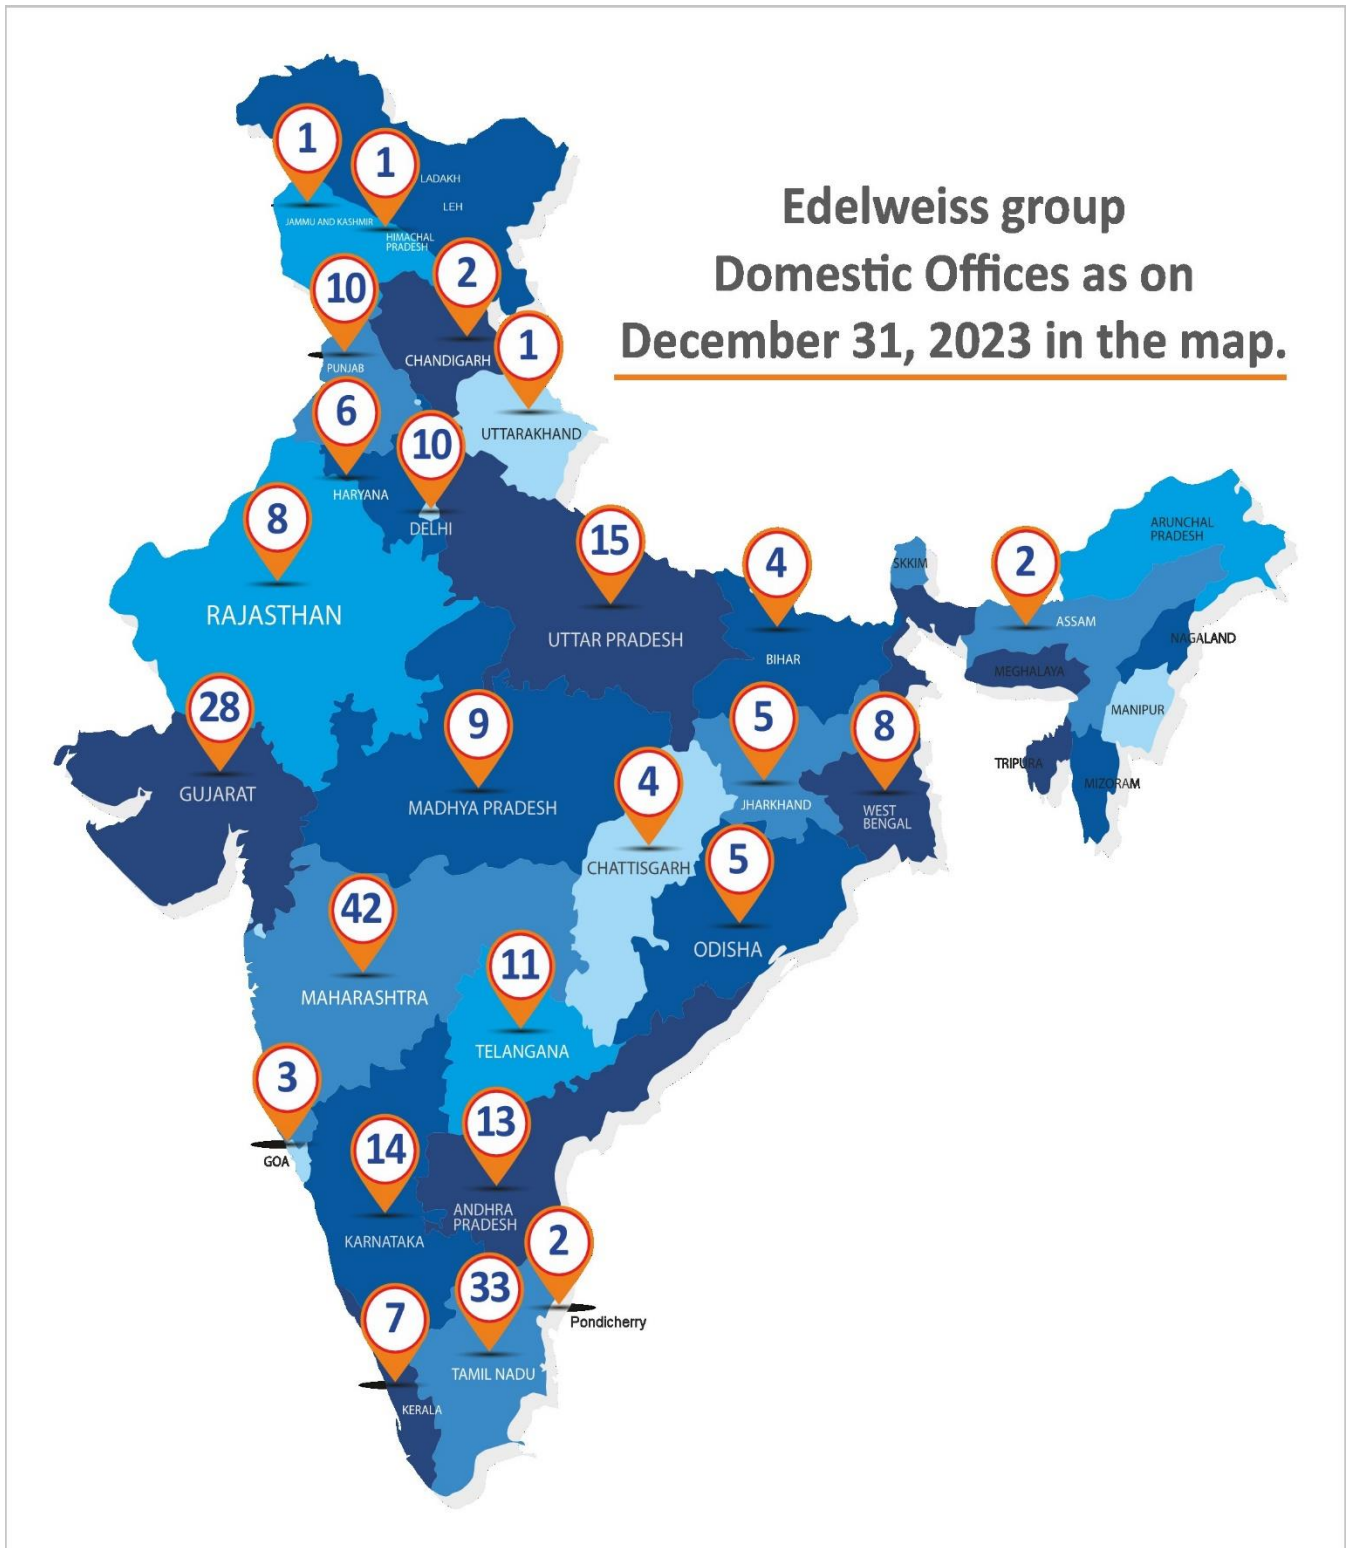 Edelweiss group
Domestic Offices as on
December 31, 2023 in the map.
1
1
LADAKH
LEH
JAMMU AND KASHMIR
HIMACHAL
PRADESH
10
2
1
PUNJAB
CHANDIGARH
6
10
UTTARAKHAND
HARYANA
DELHI
8
15
4
2
ARUNCHAL
PRADESH
SKKIM
RAJASTHAN
UTTAR PRADESH
BIHAR
ASSAM
NAGALAND
MEGHALAYA
MANIPUR
28
9
5
8
4
TRIPURA
MIZORAM
GUJARAT
MADHYA PRADESH
JHARKHAND
WEST
BENGAL
CHATTISGARH
5
42
11
ODISHA
MAHARASHTRA
TELANGANA
3
13
14
GOA
ANDHRA
PRADESH
KARNATAKA
2
33
7
Pondicherry
TAMIL NADU
KERALA